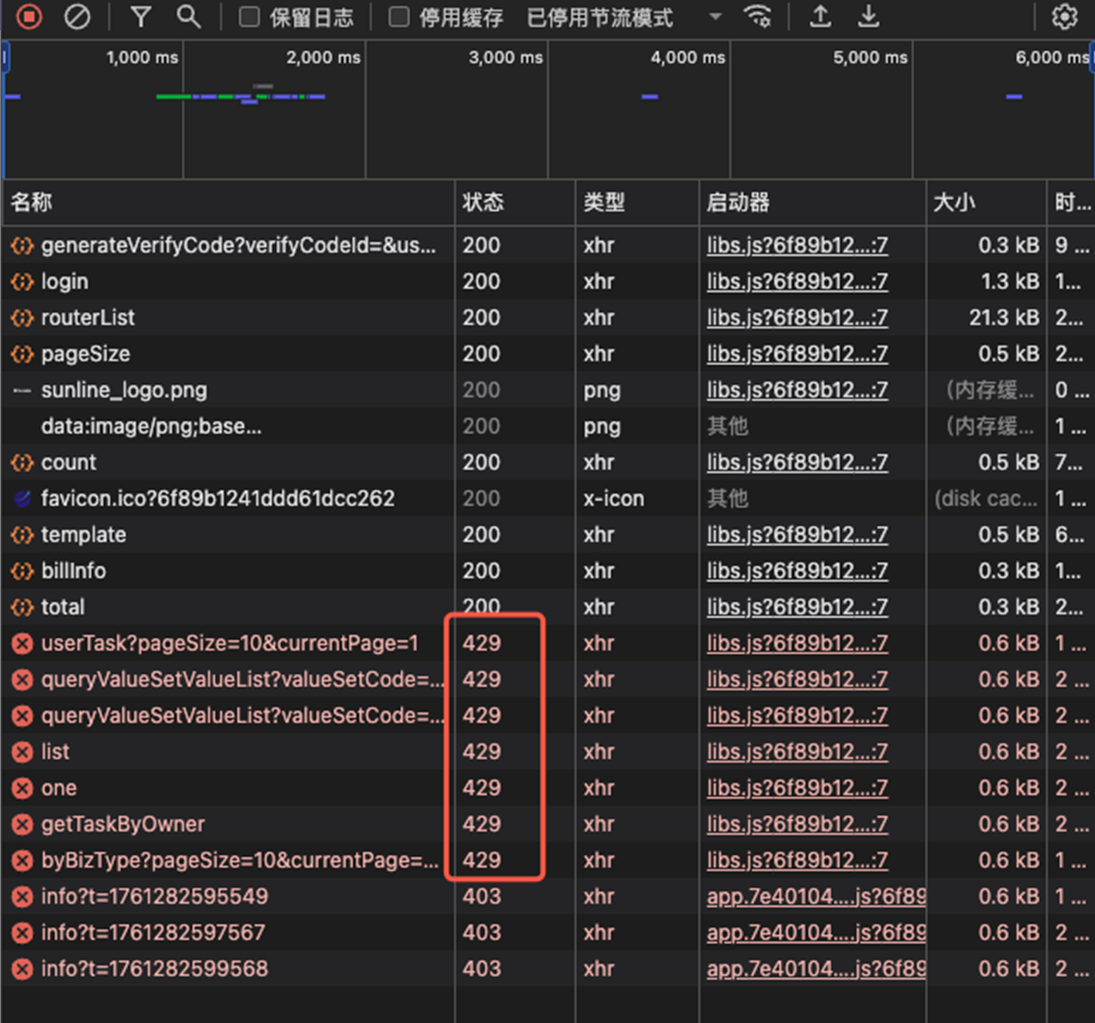 保留日志 停用缓存 已停用节流模式
1,000 ms 2,000 ms 3,000 ms 4,000 ms 5,000 ms 6,000 ms
名称 状态 类型 启动器 大小 时...
generateVerifyCode?verifyCodeId=&us... 200 xhr libs.js?6f89b12...:7 0.3 kB 9 ...
login 200 xhr libs.js?6f89b12...:7 1.3 kB 1...
routerList 200 xhr libs.js?6f89b12...:7 21.3 kB 2...
pageSize 200 xhr libs.js?6f89b12...:7 0.5 kB 2...
sunline_logo.png 200 png libs.js?6f89b12...:7 (内存缓... 0 ...
data:image/png;base... 200 png 其他 (内存缓... 1 ...
count 200 xhr libs.js?6f89b12...:7 0.5 kB 7...
favicon.ico?6f89b1241ddd61dcc262 200 x-icon 其他 (disk cac... 1 ...
template 200 xhr libs.js?6f89b12...:7 0.5 kB 6...
billInfo 200 xhr libs.js?6f89b12...:7 0.3 kB 1...
total 200 xhr libs.js?6f89b12...:7 0.3 kB 2...
userTask?pageSize=10&currentPage=1 429 xhr libs.js?6f89b12...:7 0.6 kB 1 ...
queryValueSetValueList?valueSetCode=... 429 xhr libs.js?6f89b12...:7 0.6 kB 2 ...
queryValueSetValueList?valueSetCode=... 429 xhr libs.js?6f89b12...:7 0.6 kB 2 ...
list 429 xhr libs.js?6f89b12...:7 0.6 kB 2 ...
one 429 xhr libs.js?6f89b12...:7 0.6 kB 2 ...
getTaskByOwner 429 xhr libs.js?6f89b12...:7 0.6 kB 2 ...
byBizType?pageSize=10&currentPage=... 429 xhr libs.js?6f89b12...:7 0.6 kB 2 ...
info?t=1761282595549 403 xhr app.7e40104....js?6f89 0.6 kB 1 ...
info?t=1761282597567 403 xhr app.7e40104....js?6f89 0.6 kB 2 ...
info?t=1761282599568 403 xhr app.7e40104....js?6f89 0.6 kB 2 ...